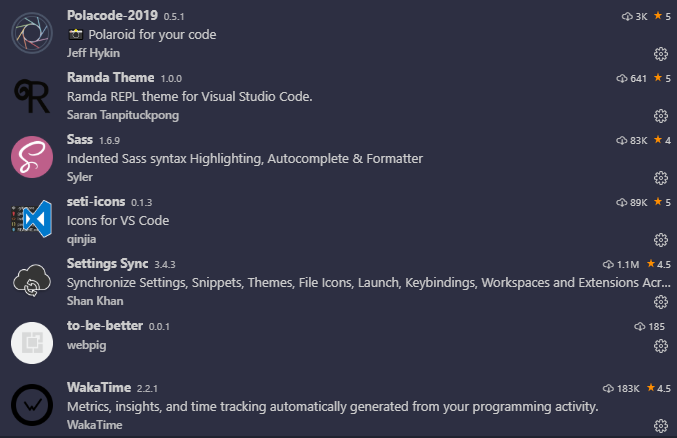 Polacode-2019 0.5.1 3K ★ 5
📸 Polaroid for your code
Jeff Hykin
Ramda Theme 1.0.0 641 ★ 5
Ramda REPL theme for Visual Studio Code.
Saran Tanpituckpong
Sass 1.6.9 83K ★ 4
Indented Sass syntax Highlighting, Autocomplete & Formatter
Syler
seti-icons 0.1.3 89K ★ 5
Icons for VS Code
qinjia
Settings Sync 3.4.3 1.1M ★ 4.5
Synchronize Settings, Snippets, Themes, File Icons, Launch, Keybindings, Workspaces and Extensions Acr...
Shan Khan
to-be-better 0.0.1 185
webpig
WakaTime 2.2.1 183K ★ 4.5
Metrics, insights, and time tracking automatically generated from your programming activity.
WakaTime